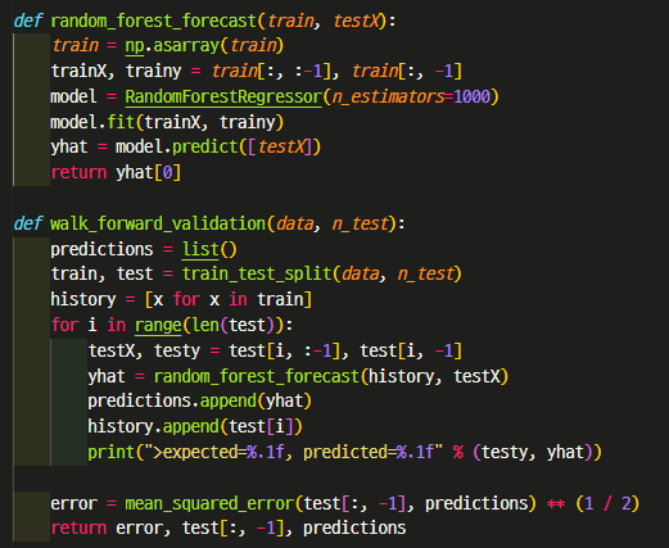 def random_forest_forecast(train, testX):
    train = np.asarray(train)
    trainX, trainy = train[:, :-1], train[:, -1]
    model = RandomForestRegressor(n_estimators=1000)
    model.fit(trainX, trainy)
    yhat = model.predict([testX])
    return yhat[0]

def walk_forward_validation(data, n_test):
    predictions = list()
    train, test = train_test_split(data, n_test)
    history = [x for x in train]
    for i in range(len(test)):
        testX, testy = test[i, :-1], test[i, -1]
        yhat = random_forest_forecast(history, testX)
        predictions.append(yhat)
        history.append(test[i])
        print(">expected=%.1f, predicted=%.1f" % (testy, yhat))

    error = mean_squared_error(test[:, -1], predictions) ** (1 / 2)
    return error, test[:, -1], predictions